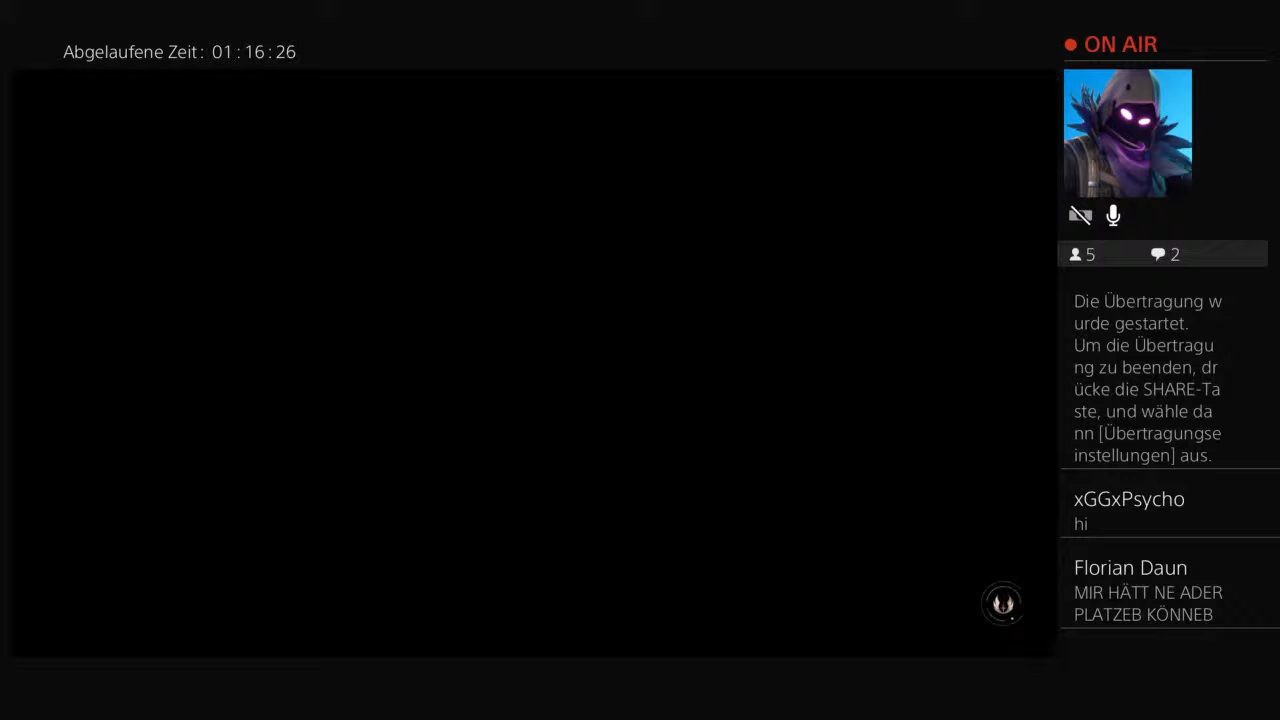 Abgelaufene Zeit: 01:16:26
ON AIR
5 2
Die Übertragung w
urde gestartet.
Um die Übertragu
ng zu beenden, dr
ücke die SHARE-Ta
ste, und wähle da
nn [Übertragungse
instellungen] aus.
xGGxPsycho
hi
Florian Daun
MIR HÄTT NE ADER
PLATZEB KÖNNEB